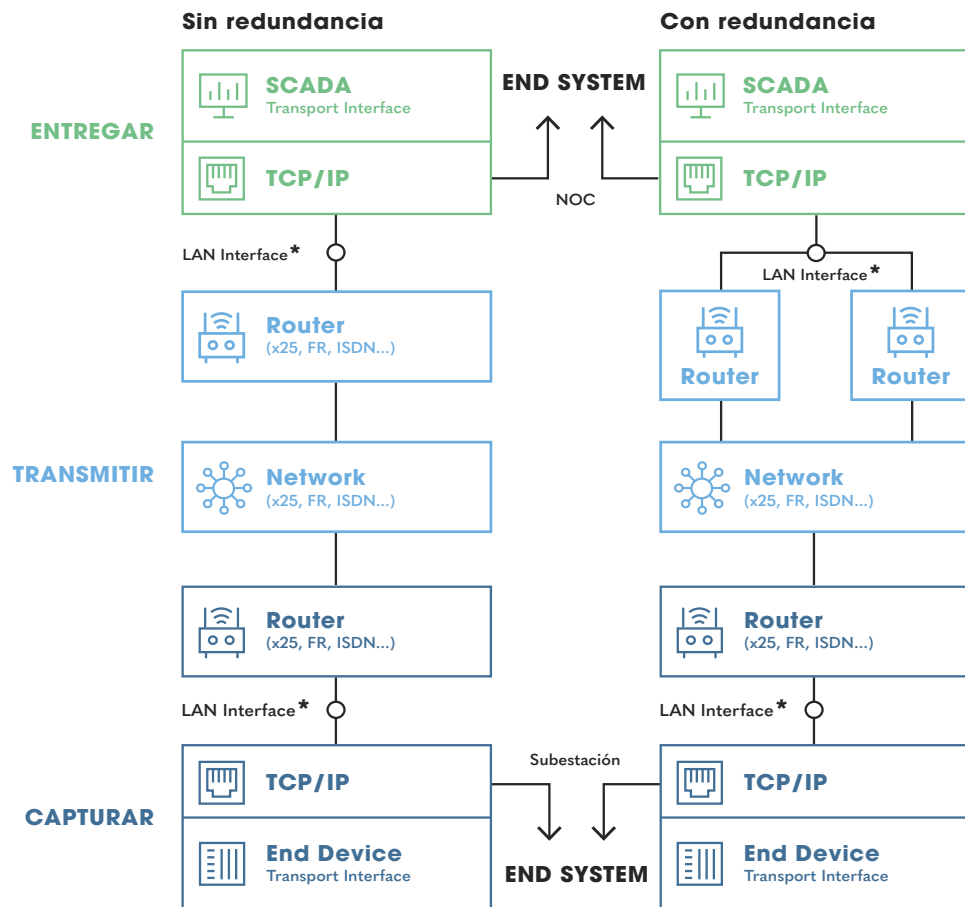 Sin redundancia
Con redundancia
SCADA
Transport Interface
END SYSTEM
SCADA
Transport Interface
ENTREGAR
TCP/IP
NOC
TCP/IP
LAN Interface*
LAN Interface*
Router
(x25, FR, ISDN...)
Router
Router
TRANSMITIR
Network
(x25, FR, ISDN...)
Network
(x25, FR, ISDN...)
Router
(x25, FR, ISDN...)
Router
(x25, FR, ISDN...)
LAN Interface*
LAN Interface*
TCP/IP
Subestación
TCP/IP
CAPTURAR
End Device
Transport Interface
END SYSTEM
End Device
Transport Interface